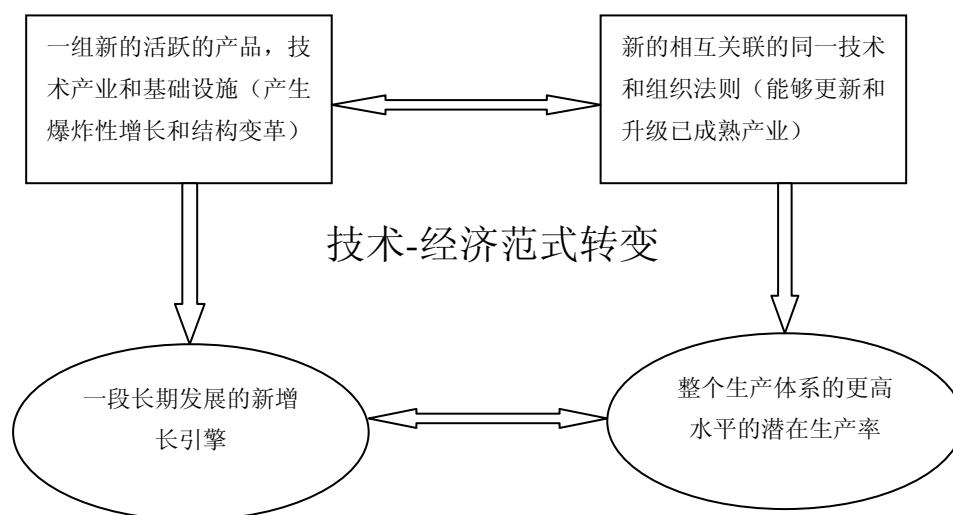 一组新的活跃的产品，技
术产业和基础设施（产生
爆炸性增长和结构变革）
新的相互关联的同一技术
和组织法则（能够更新和
升级已成熟产业）
技术-经济范式转变
一段长期发展的新增
长引擎
整个生产体系的更高
水平的潜在生产率